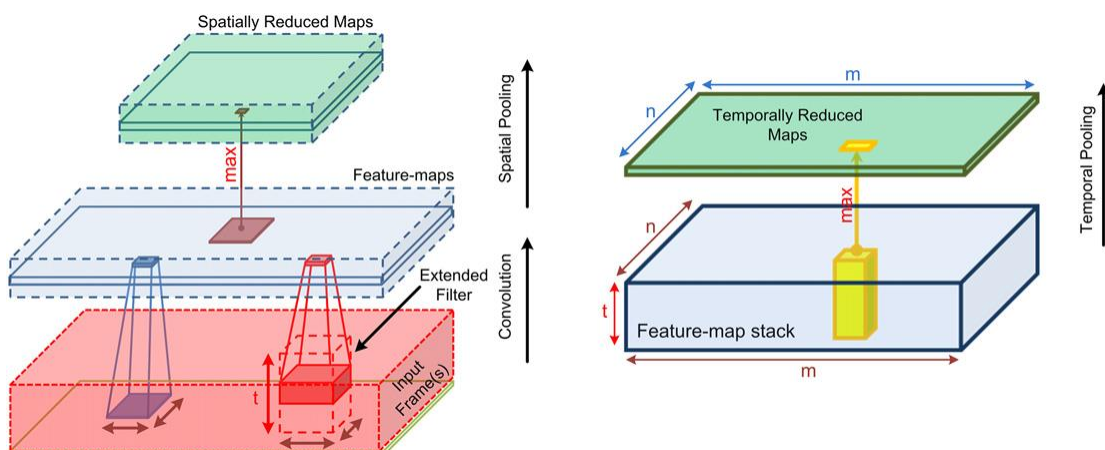 Spatially Reduced Maps
max
Spatial Pooling
Feature-maps
Convolution
Extended
Filter
t
Input
Frame(s)
m
n
Temporally Reduced
Maps
max
Temporal Pooling
n
t
Feature-map stack
m